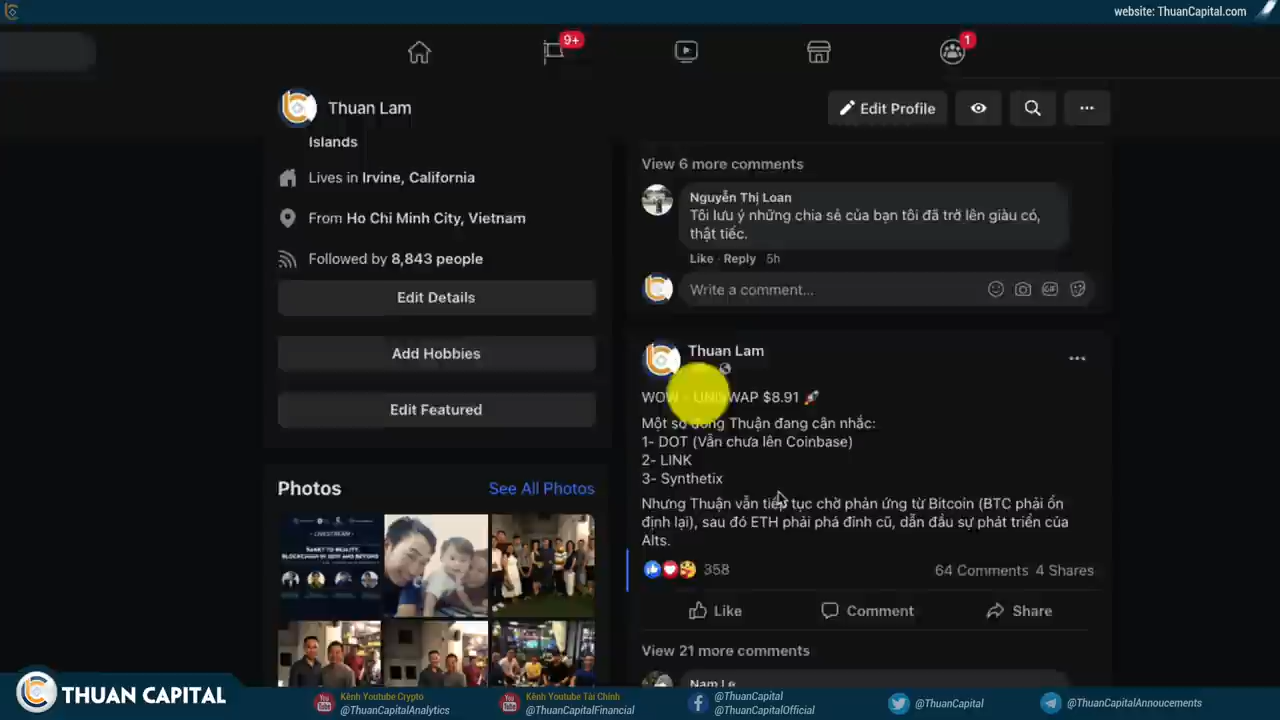 website: ThuanCapital.com
9+
1
Thuan Lam
Edit Profile
Islands
Lives in Irvine, California
From Ho Chi Minh City, Vietnam
Followed by 8,843 people
Edit Details
Add Hobbies
Edit Featured
Photos
See All Photos
LIVESTREAM
View 6 more comments
Nguyễn Thị Loan
Tôi lưu ý những chia sẻ của bạn tôi đã trở lên giàu có,
thật tiếc.
Like · Reply 5h
Write a comment...
GIF
Thuan Lam
WOW - UNISWAP $8.91 🚀
Một số đồng Thuận đang cân nhắc:
1- DOT (Vẫn chưa lên Coinbase)
2- LINK
3- Synthetix
Nhưng Thuận vẫn tiếp tục chờ phản ứng từ Bitcoin (BTC phải ổn
định lại), sau đó ETH phải phá đỉnh cũ, dẫn đầu sự phát triển của
Alts.
358
64 Comments 4 Shares
Like
Comment
Share
View 21 more comments
Nam Le
THUAN CAPITAL
Kênh Youtube Crypto
@ThuanCapitalAnalytics
Kênh Youtube Tài Chính
@ThuanCapitalFinancial
@ThuanCapital
@ThuanCapitalOfficial
@ThuanCapital
@ThuanCapitalAnnoucements